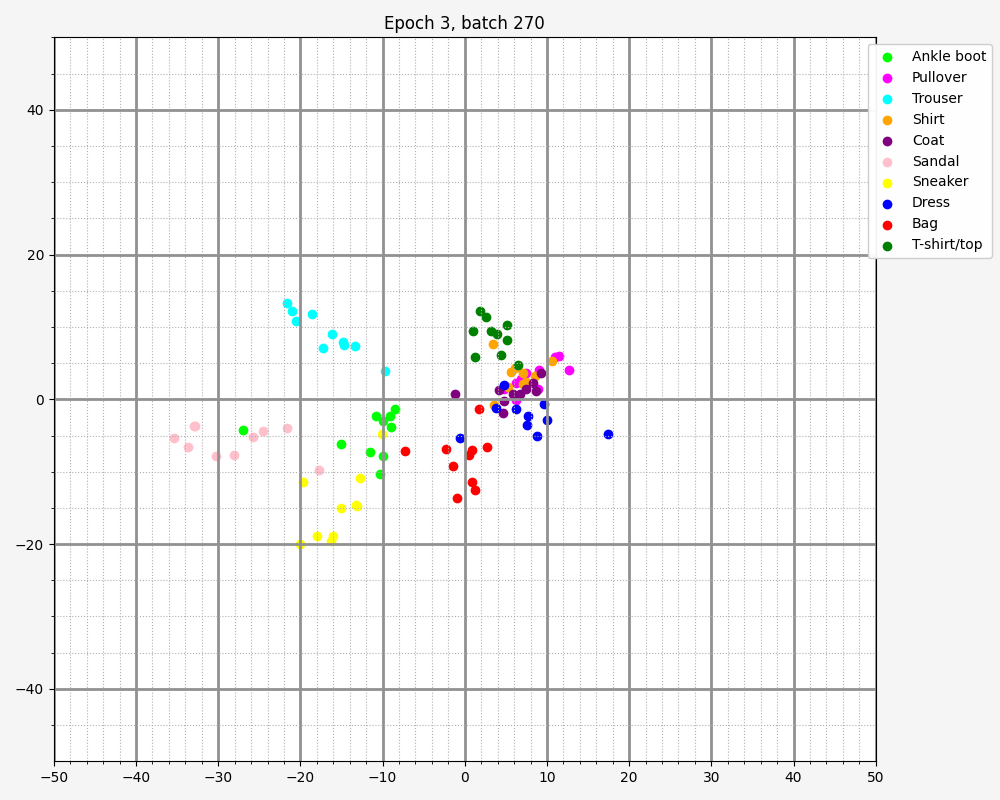 Epoch 3, batch 270
Ankle boot
Pullover
Trouser
Shirt
Coat
Sandal
Sneaker
Dress
Bag
T-shirt/top
40
20
0
−20
−40
−50 −40 −30 −20 −10 0 10 20 30 40 50